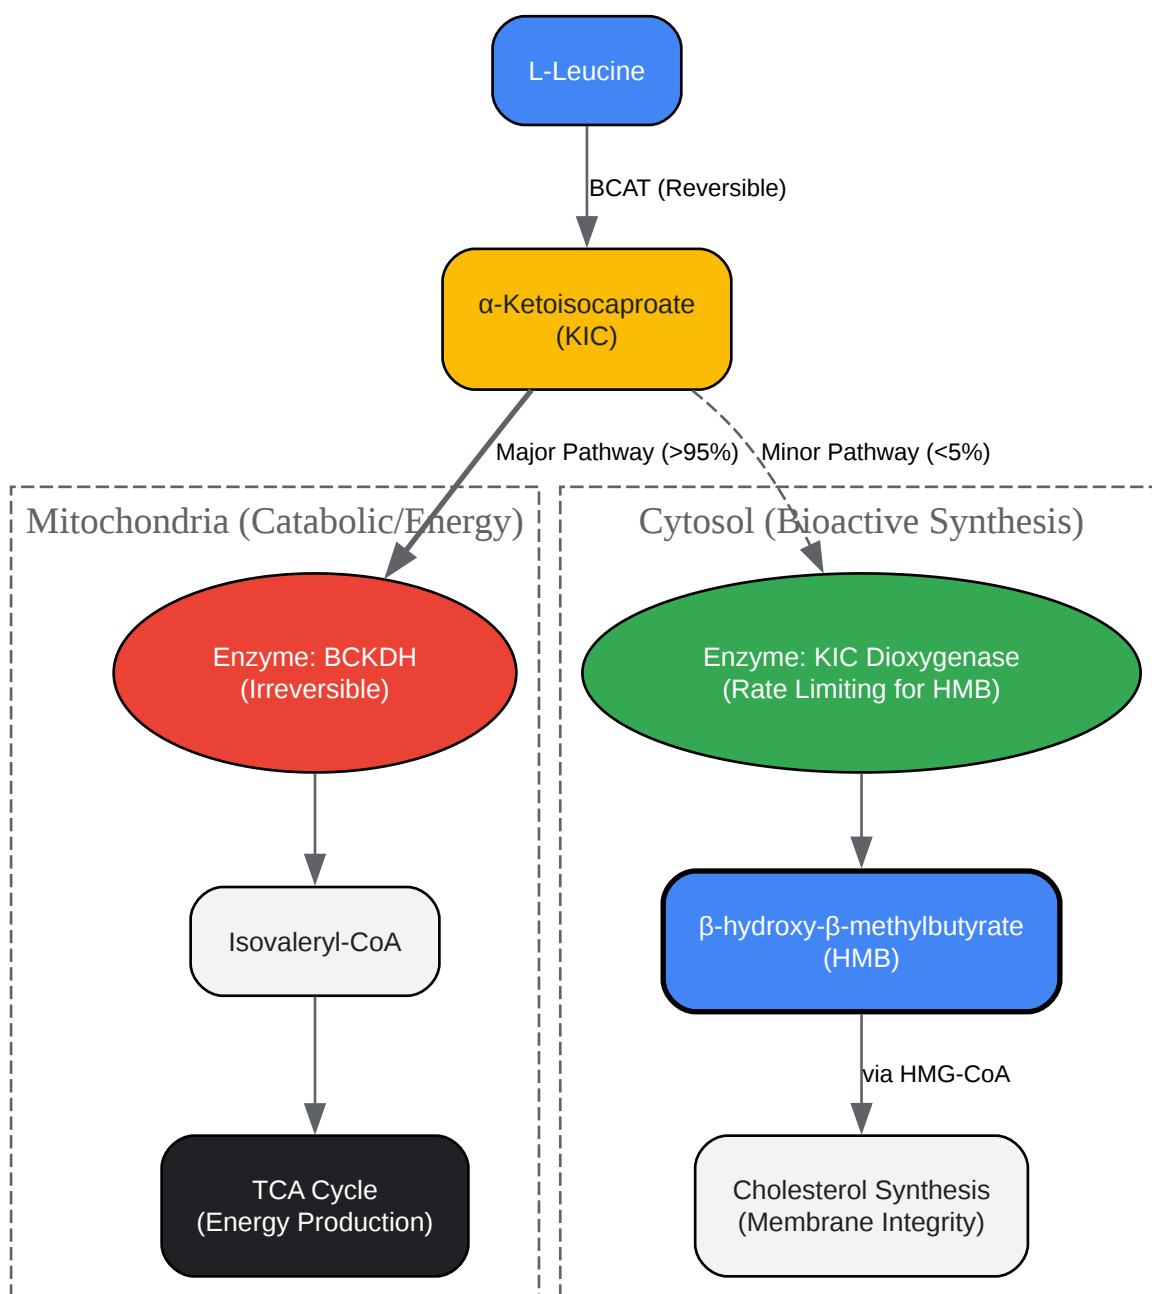 L-Leucine
BCAT (Reversible)
α-Ketoisocaproate
(KIC)
Major Pathway (>95%)
Minor Pathway (<5%)
Mitochondria (Catabolic/Energy)
Cytosol (Bioactive Synthesis)
Enzyme: BCKDH
(Irreversible)
Enzyme: KIC Dioxygenase
(Rate Limiting for HMB)
Isovaleryl-CoA
β-hydroxy-β-methylbutyrate
(HMB)
via HMG-CoA
TCA Cycle
(Energy Production)
Cholesterol Synthesis
(Membrane Integrity)